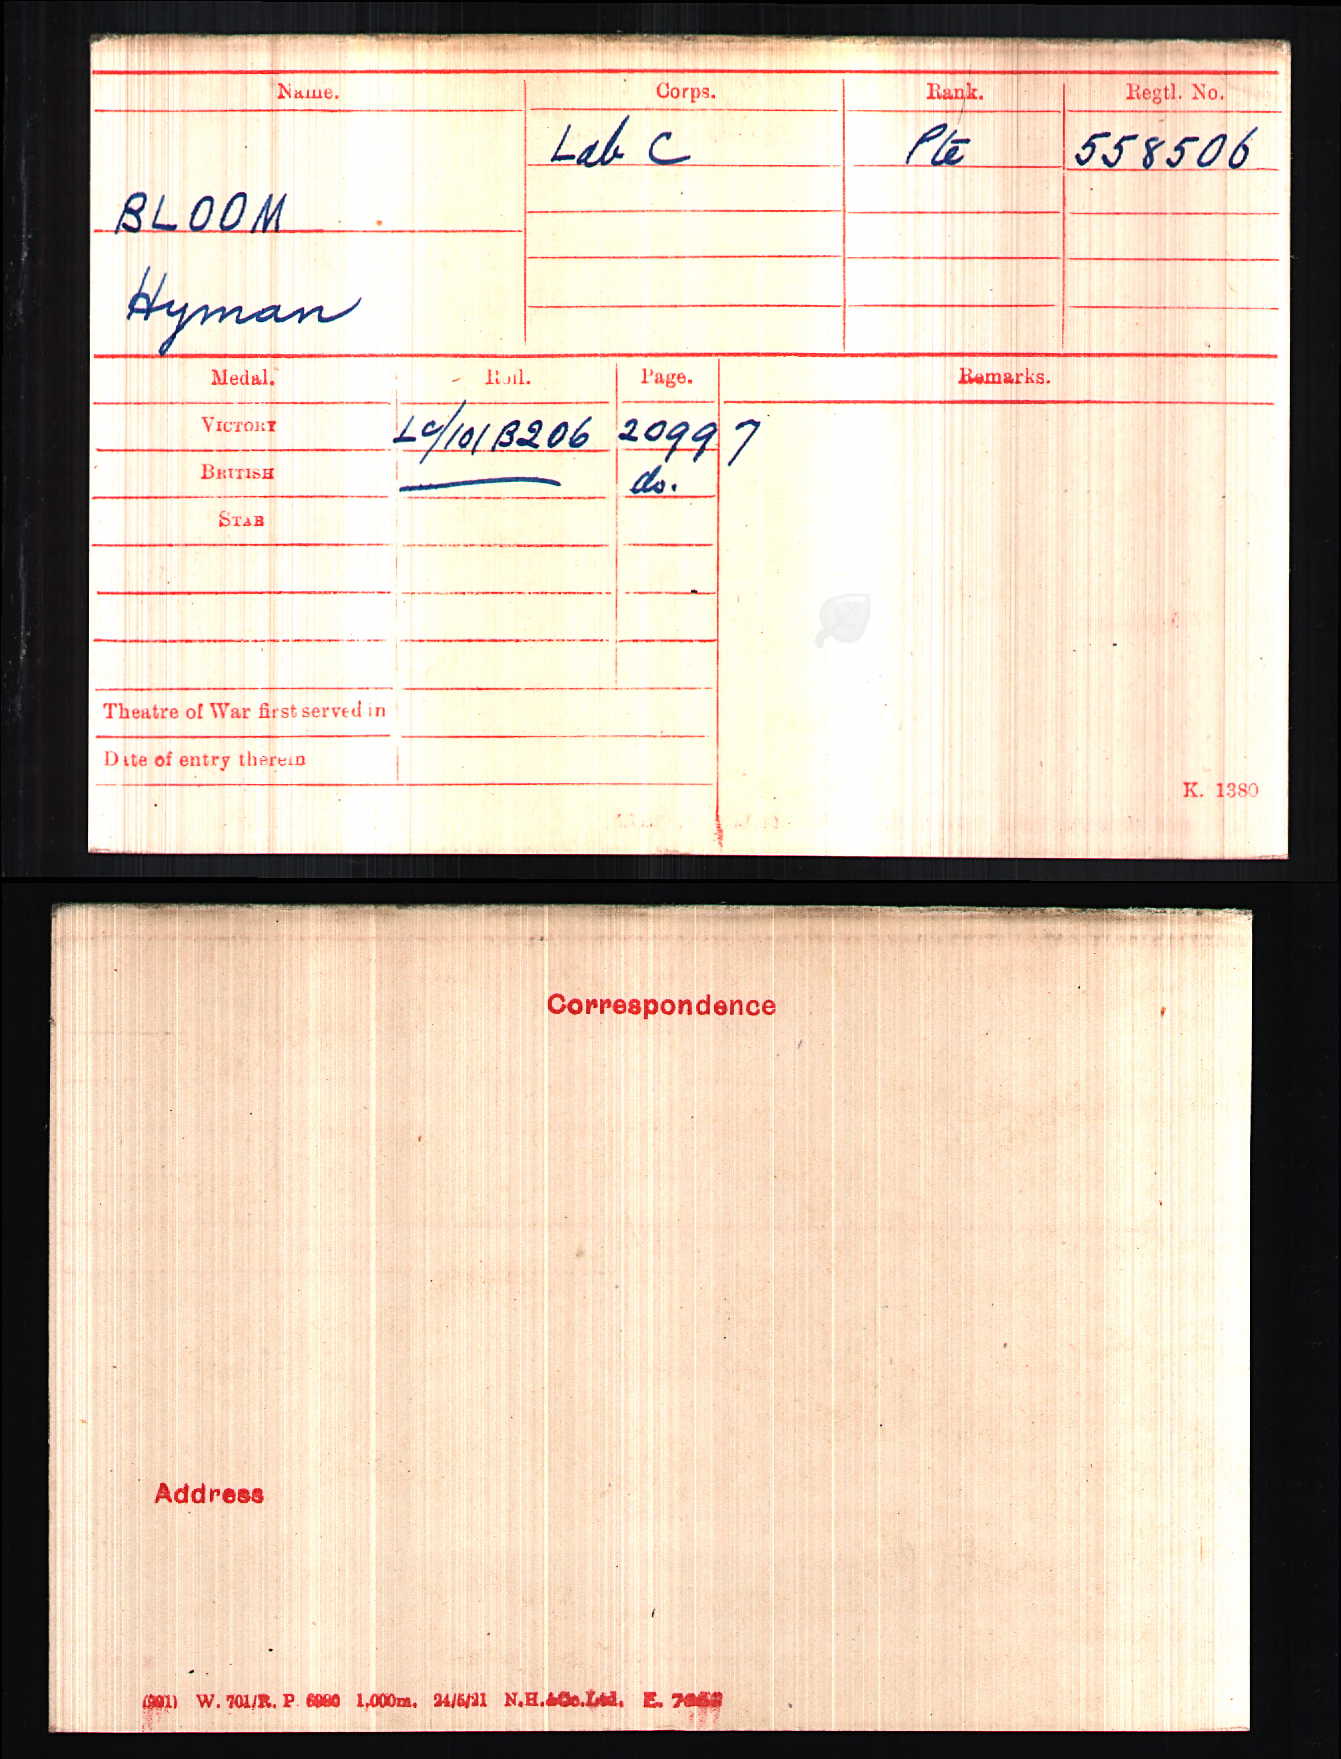 Name. Corps. Rank. Regtl. No.
Lab C Pte 558506
BLOOM
Hyman
Medal. Roll. Page. Remarks.
VICTORY LC/101B206 20997
BRITISH do.
STAR
Theatre of War first served in
Date of entry therein
K. 1380
Correspondence
Address
W. 701/R. P. 1,000m. 24/5/21 N.H.&Co.Ltd. E.